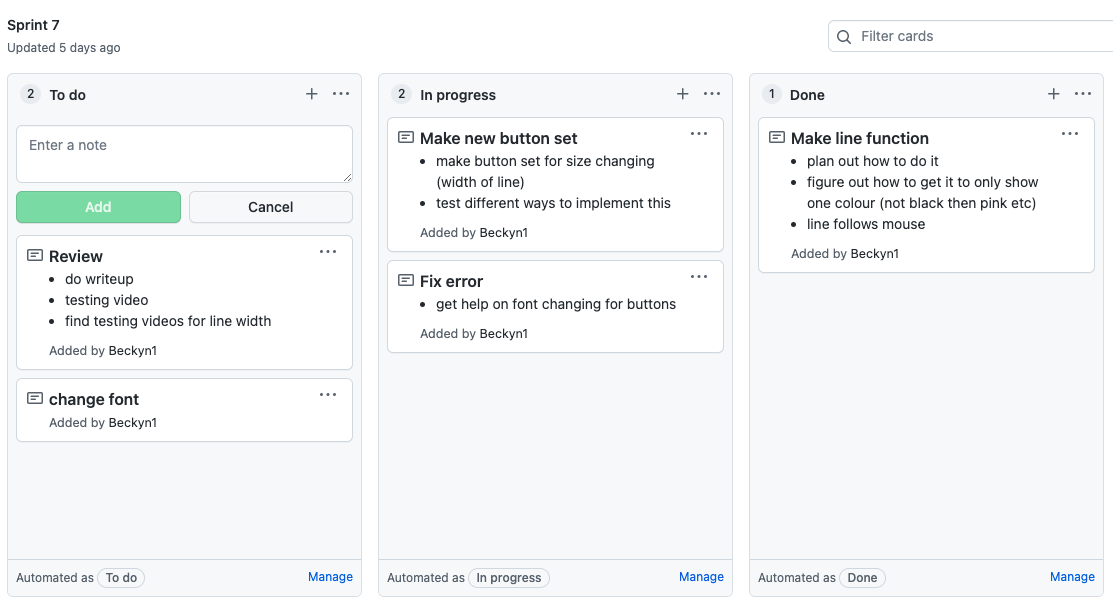 Sprint 7
Updated 5 days ago
Filter cards
2 To do
Enter a note
Add Cancel
Review
do writeup
testing video
find testing videos for line width
Added by Beckyn1
change font
Added by Beckyn1
Automated as To do Manage
2 In progress
Make new button set
make button set for size changing
(width of line)
test different ways to implement this
Added by Beckyn1
Fix error
get help on font changing for buttons
Added by Beckyn1
Automated as In progress Manage
1 Done
Make line function
plan out how to do it
figure out how to get it to only show
one colour (not black then pink etc)
line follows mouse
Added by Beckyn1
Automated as Done Manage